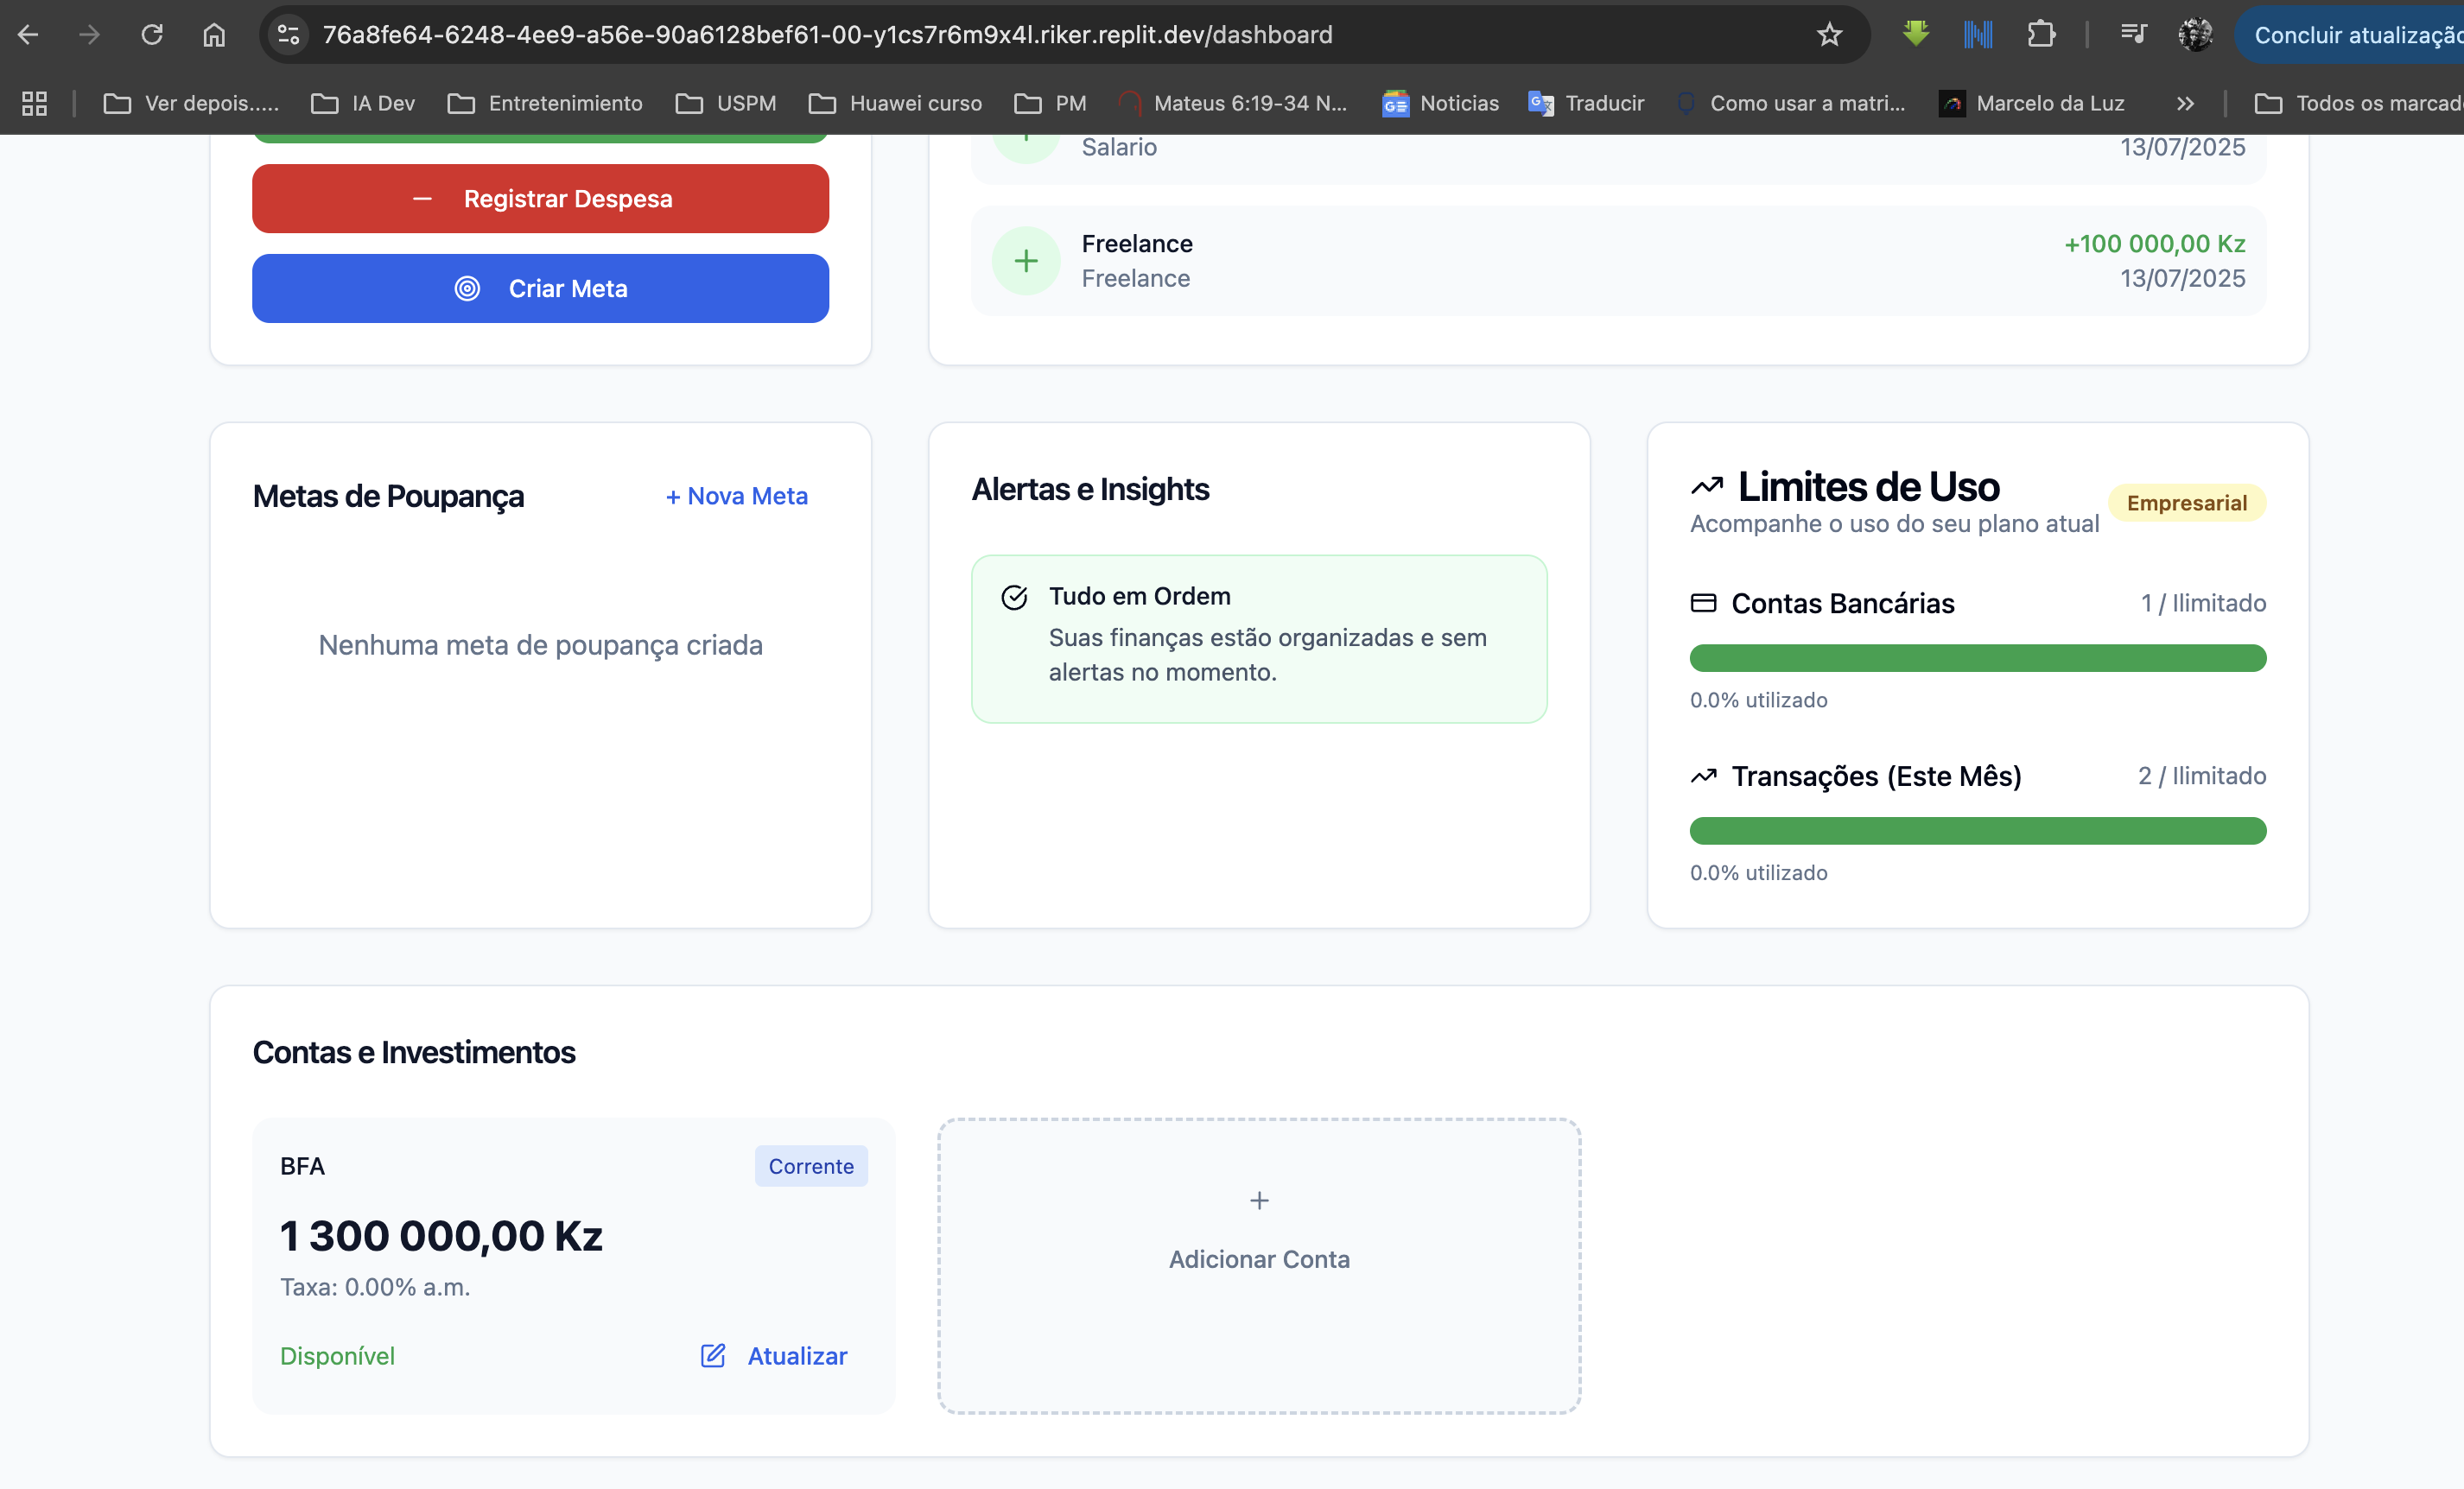 76a8fe64-6248-4ee9-a56e-90a6128bef61-00-y1cs7r6m9x4l.riker.replit.dev/dashboard
Concluir atualização
Ver depois.....
IA Dev
Entretenimiento
USPM
Huawei curso
PM
Mateus 6:19-34 N...
Noticias
Traducir
Como usar a matri...
Marcelo da Luz
Todos os marcad
Registrar Despesa
Criar Meta
Salario
13/07/2025
Freelance
+100 000,00 Kz
Freelance
13/07/2025
Metas de Poupança
+ Nova Meta
Nenhuma meta de poupança criada
Alertas e Insights
Tudo em Ordem
Suas finanças estão organizadas e sem
alertas no momento.
Limites de Uso
Acompanhe o uso do seu plano atual
Empresarial
Contas Bancárias
1 / Ilimitado
0.0% utilizado
Transações (Este Mês)
2 / Ilimitado
0.0% utilizado
Contas e Investimentos
BFA
Corrente
1 300 000,00 Kz
Taxa: 0.00% a.m.
Disponível
Atualizar
+
Adicionar Conta